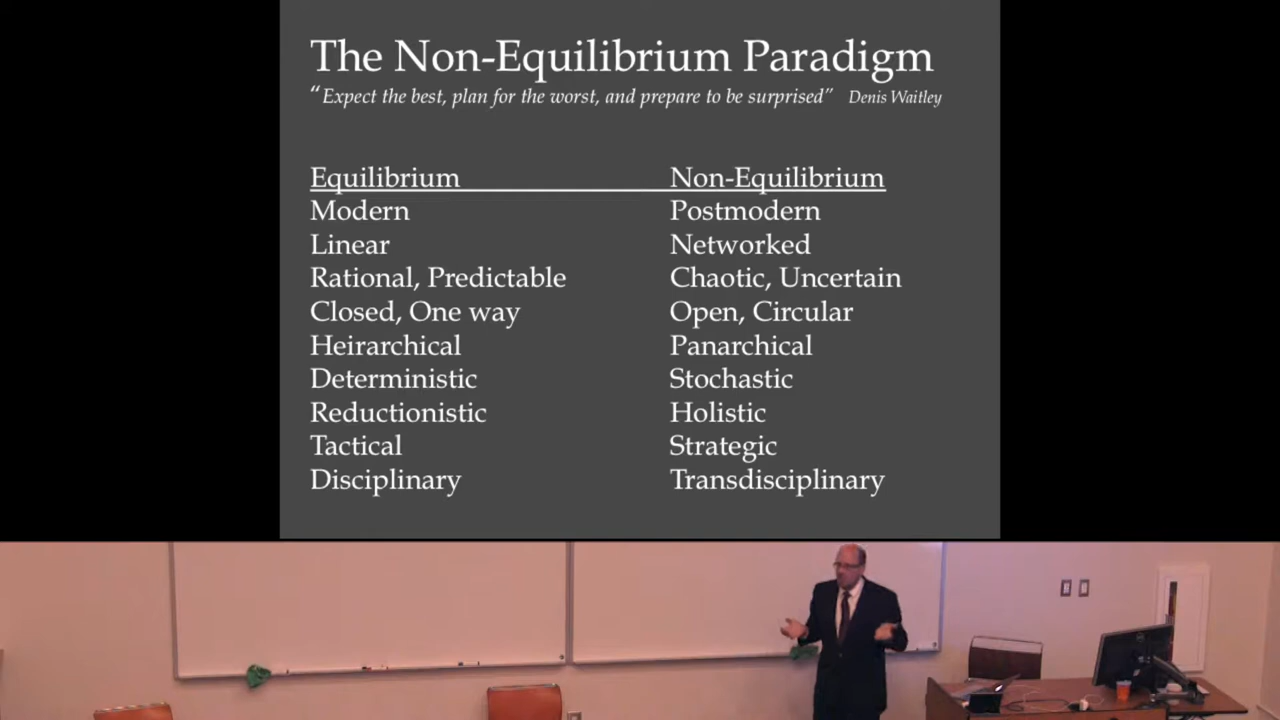 The Non-Equilibrium Paradigm
“Expect the best, plan for the worst, and prepare to be surprised” Denis Waitley
Equilibrium Non-Equilibrium
Modern Postmodern
Linear Networked
Rational, Predictable Chaotic, Uncertain
Closed, One way Open, Circular
Heirarchical Panarchical
Deterministic Stochastic
Reductionistic Holistic
Tactical Strategic
Disciplinary Transdisciplinary